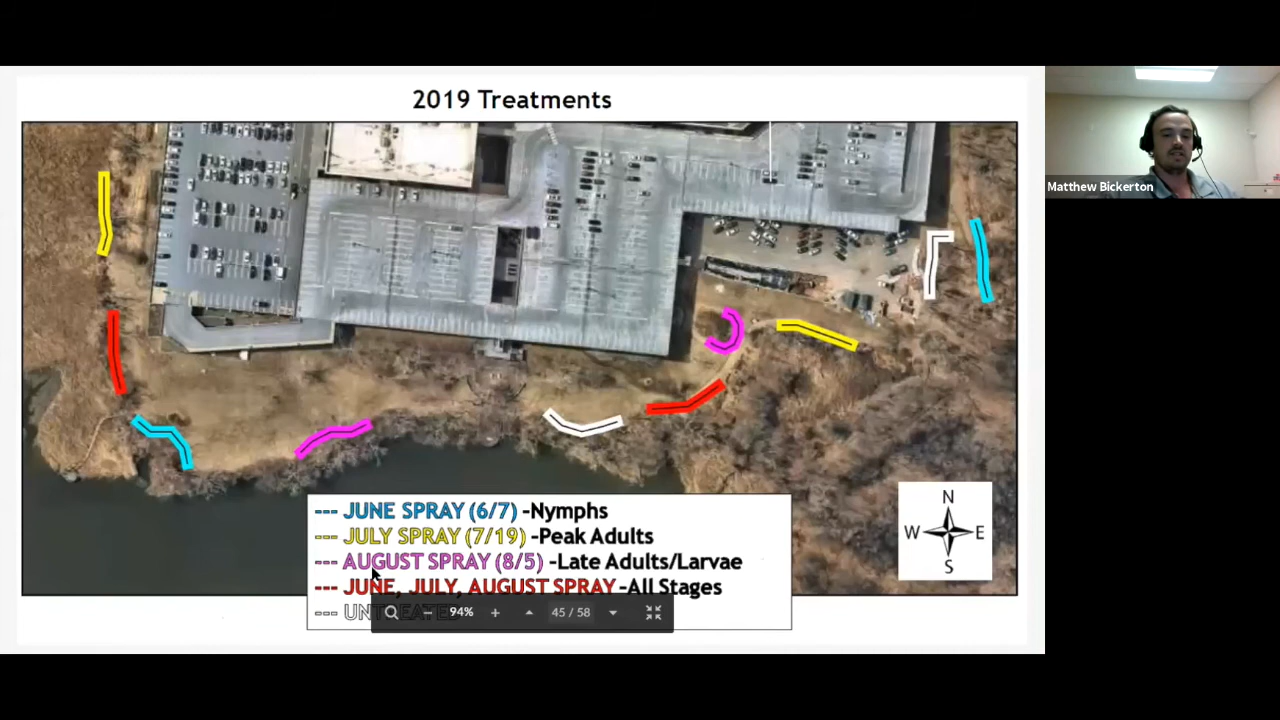 2019 Treatments
Matthew Bickerton
N
W E
S
--- JUNE SPRAY (6/7) -Nymphs
--- JULY SPRAY (7/19) -Peak Adults
--- AUGUST SPRAY (8/5) -Late Adults/Larvae
--- JUNE, JULY, AUGUST SPRAY -All Stages
--- UNTREATED
94%
45 / 58